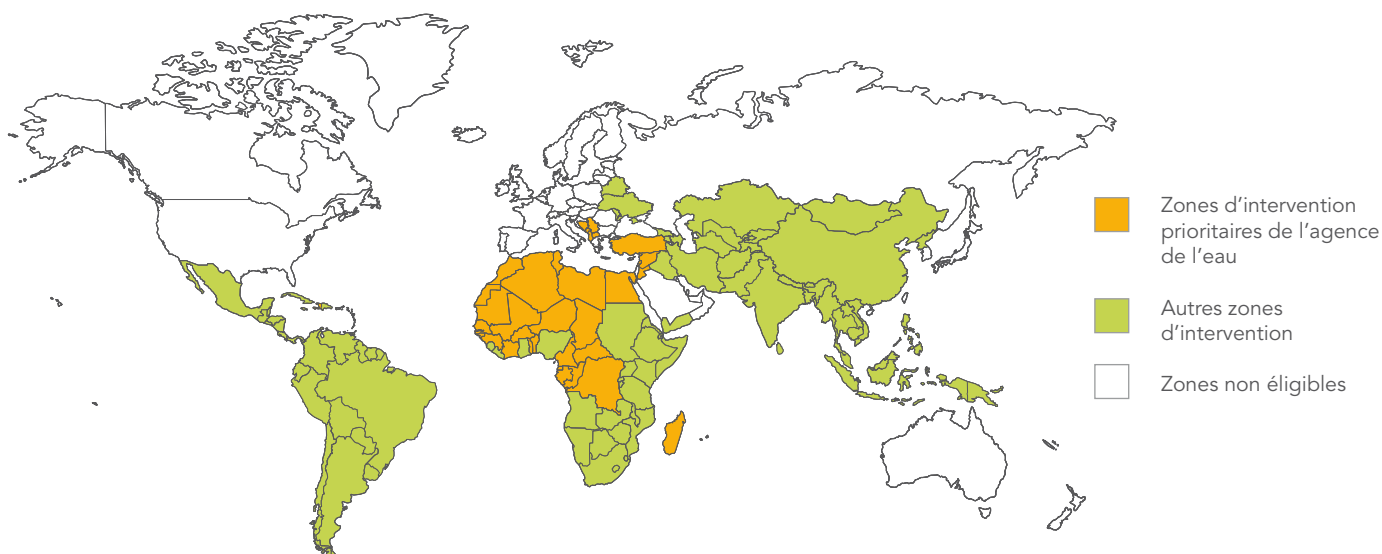 Zones d’intervention
prioritaires de l’agence
de l’eau
Autres zones
d’intervention
Zones non éligibles